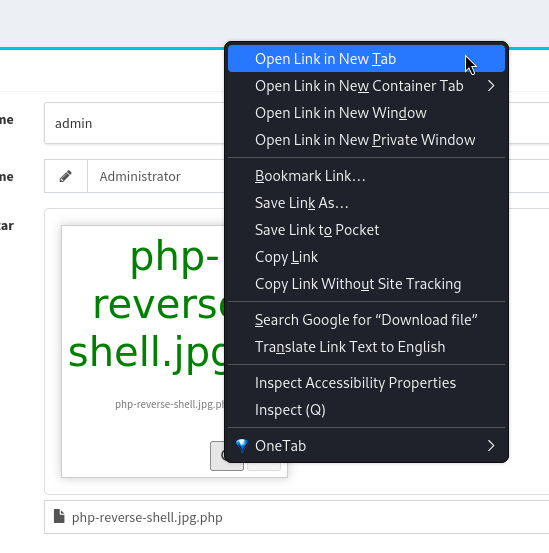 Open Link in New Tab
Open Link in New Container Tab
me
admin
Open Link in New Window
Open Link in New Private Window
me
Administrator
Bookmark Link…
Save Link As…
tar
Save Link to Pocket
php-
Copy Link
Copy Link Without Site Tracking
reverse
Search Google for “Download file”
shell.jpg
Translate Link Text to English
Inspect Accessibility Properties
php-reverse-shell.jpg.ph
Inspect (Q)
OneTab
php-reverse-shell.jpg.php